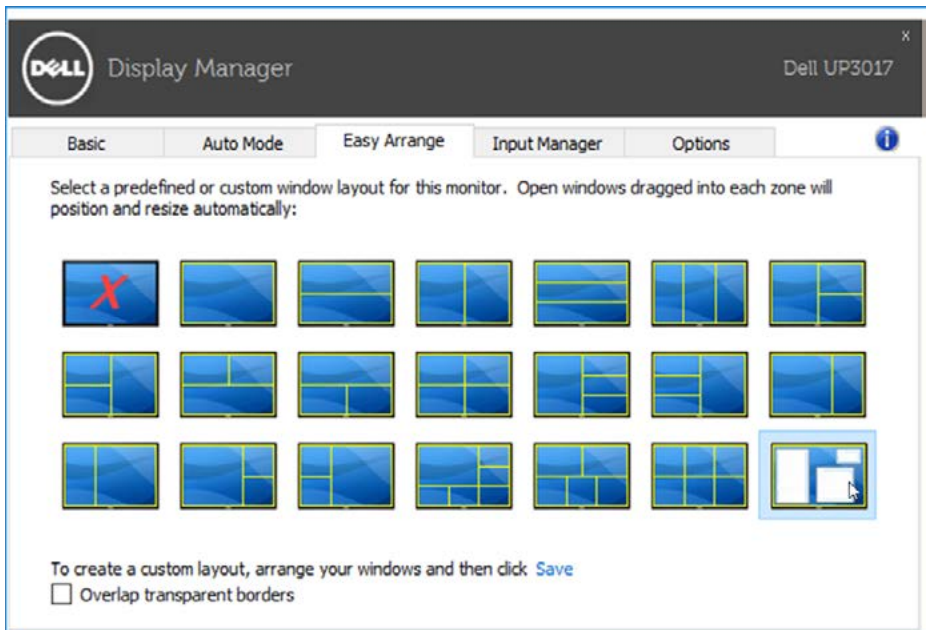 x
DELL Display Manager Dell UP3017
Basic Auto Mode Easy Arrange Input Manager Options i
Select a predefined or custom window layout for this monitor. Open windows dragged into each zone will
position and resize automatically:
X
To create a custom layout, arrange your windows and then click Save
Overlap transparent borders